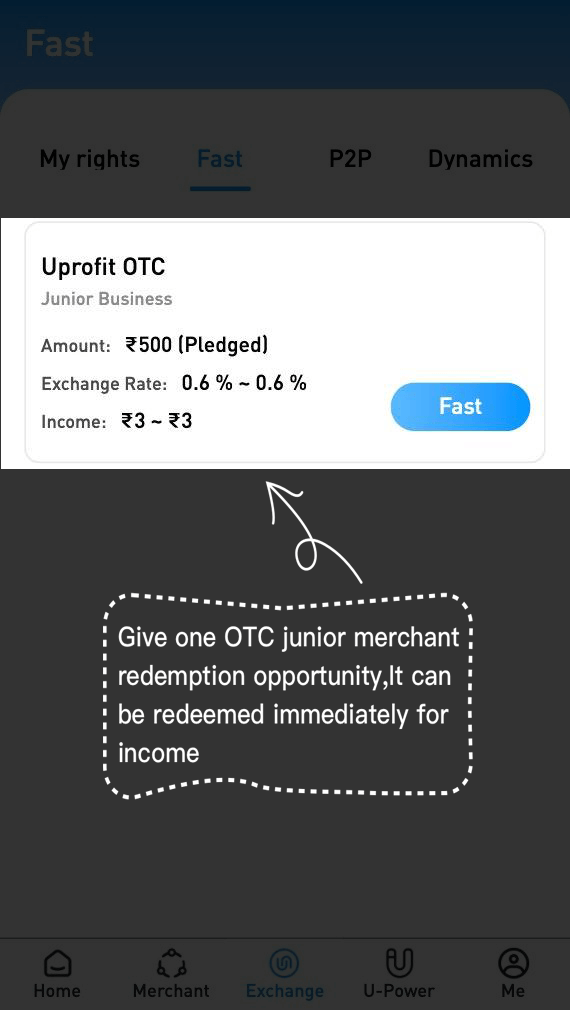 Fast
My rights Fast P2P Dynamics
Uprofit OTC
Junior Business
Amount: ₹500 (Pledged)
Exchange Rate: 0.6 % ~ 0.6 %
Income: ₹3 ~ ₹3
Fast
Give one OTC junior merchant
redemption opportunity,It can
be redeemed immediately for
income
Home Merchant Exchange U-Power Me